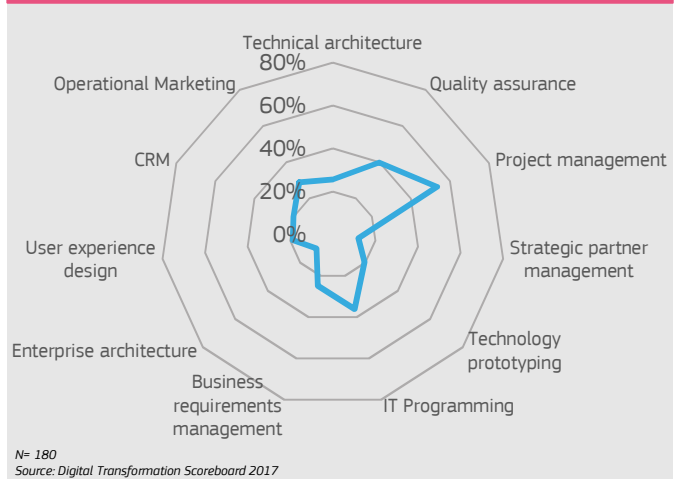 Technical architecture
80%
Operational Marketing
Quality assurance
60%
40%
CRM
Project management
20%
0%
User experience
design
Strategic partner
management
Technology
prototyping
Enterprise architecture
Business
requirements
management
IT Programming
N= 180
Source: Digital Transformation Scoreboard 2017